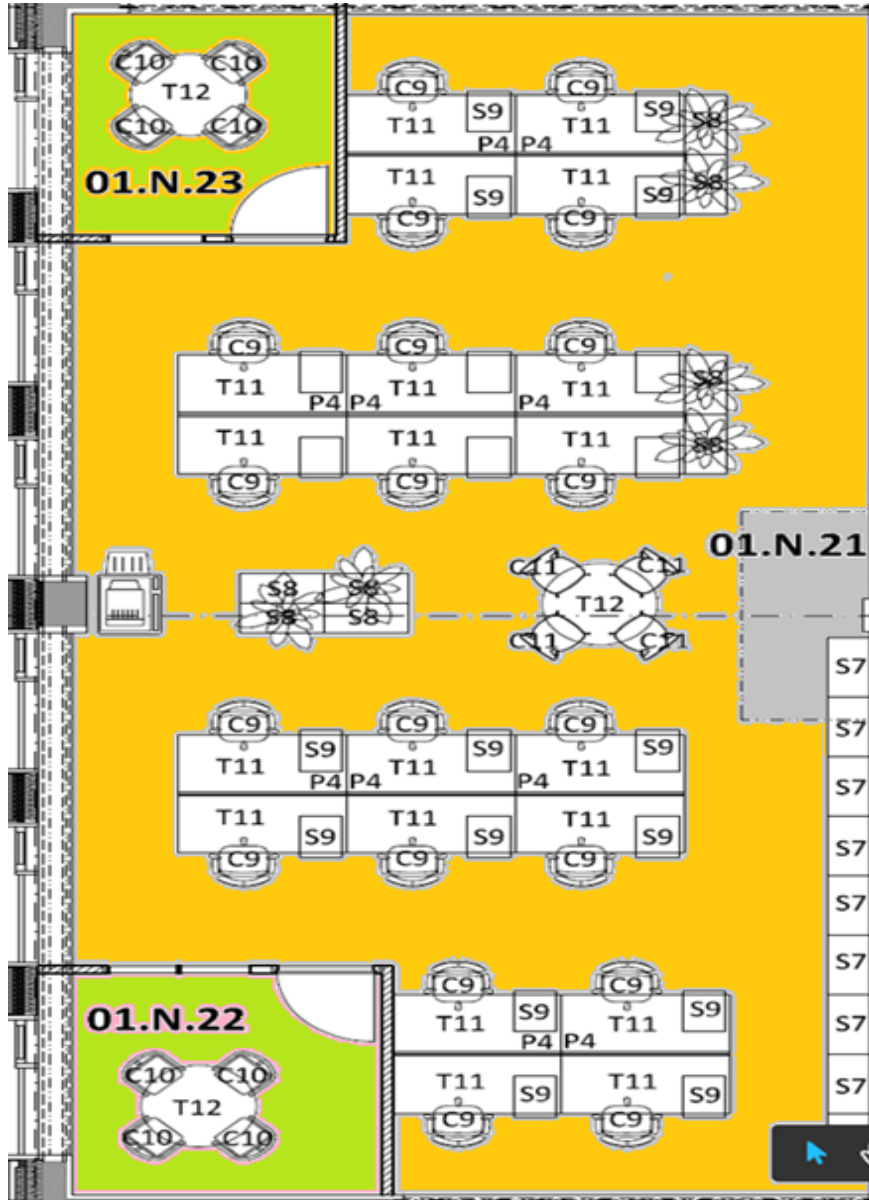 C10 C10
T12
C10 C10
01.N.23
C9 C9
T11 S9 T11 S9 S8
P4 P4
T11 S9 T11 S9 S8
C9 C9
C9 C9 C9
T11 T11 T11 S8
P4 P4 P4
T11 T11 T11 S8
C9 C9 C9
01.N.21
C11 C11
S8 S8
T12
S8 S8
C11 C11
S7
C9 C9 C9 S7
S9 S9 S9
T11 T11 T11
P4 P4 P4 S7
T11 T11 T11
S9 S9 S9 S7
C9 C9 C9
S7
S7
C9 C9
S9 S9
01.N.22 T11 T11 S7
P4 P4
C10 C10 T11 T11 S7
S9 S9
T12
C9 C9
C10 C10